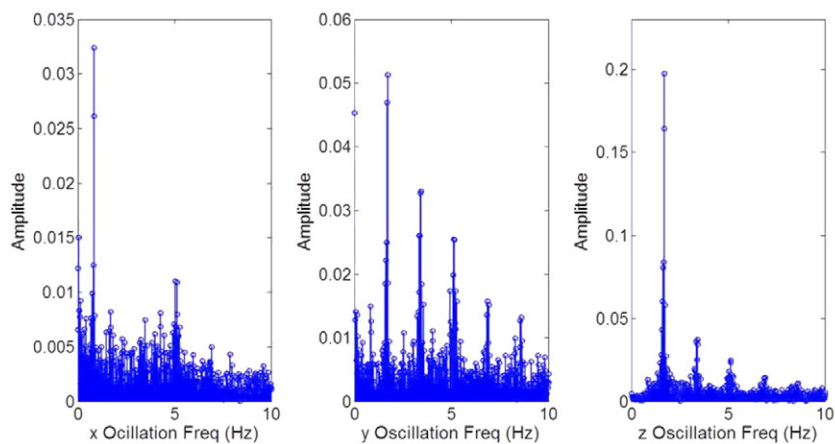 0.035
0.03
0.025
0.02
0.015
0.01
0.005
0
Amplitude
0 5 10
x Ocillation Freq (Hz)
0.06
0.05
0.04
0.03
0.02
0.01
0
Amplitude
0 5 10
y Oscillation Freq (Hz)
0.2
0.15
0.1
0.05
0
Amplitude
0 5 10
z Oscillation Freq (Hz)